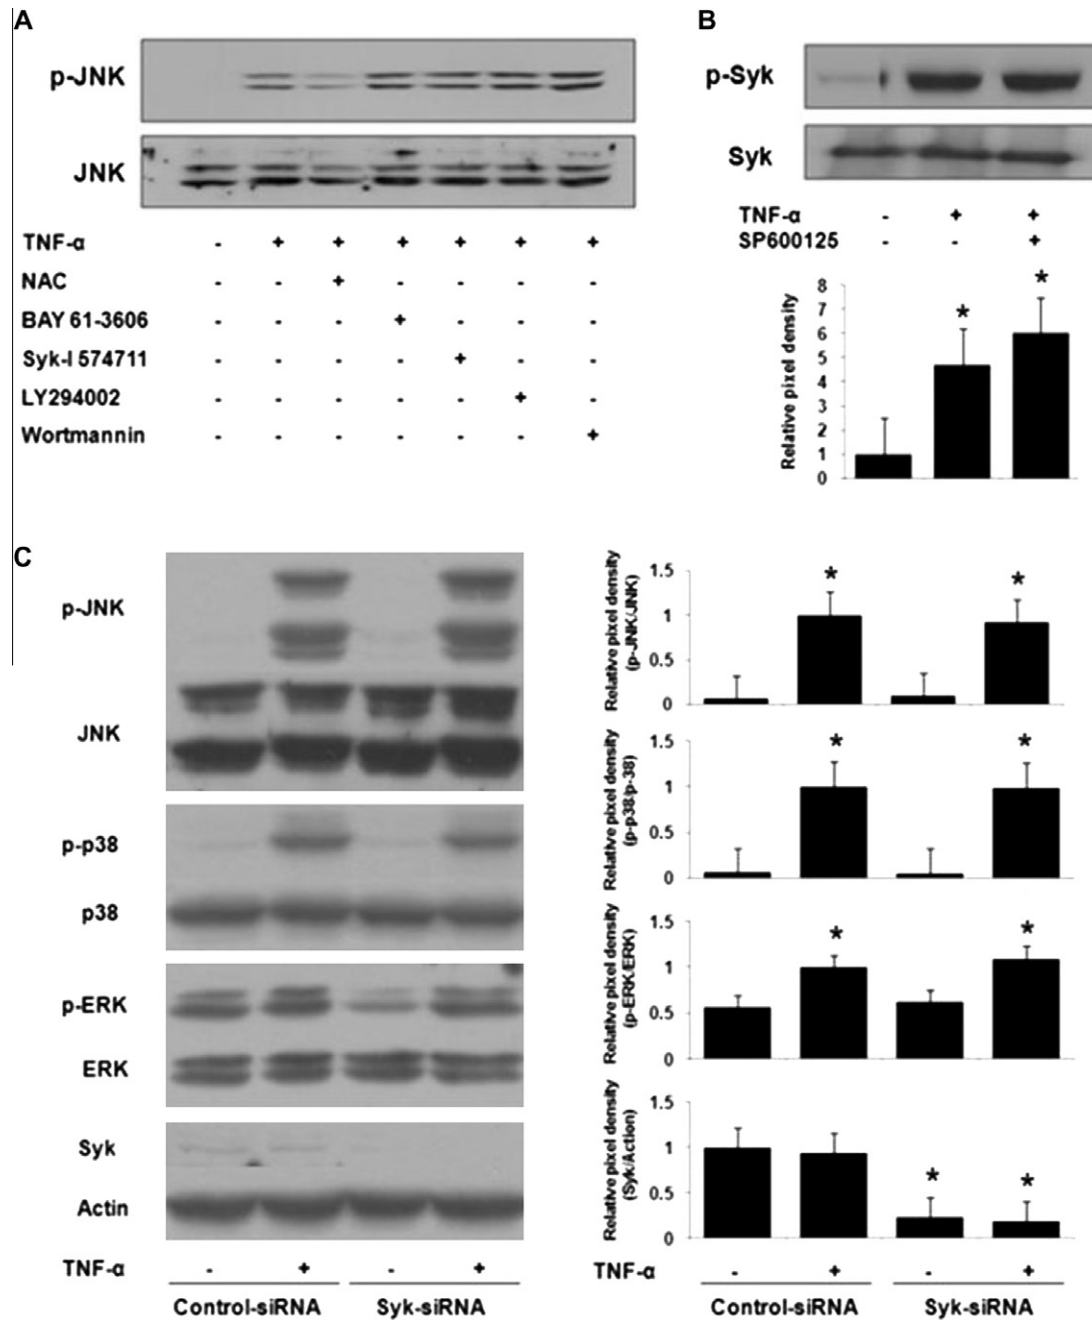 A
p-JNK
JNK
TNF-α - + + + + + +
NAC - - + - - - -
BAY 61-3606 - - - + - - -
Syk-I 574711 - - - - + - -
LY294002 - - - - - + -
Wortmannin - - - - - - +
B
p-Syk
Syk
TNF-α - + +
SP600125 - - +
Relative pixel density
8
7
6
5
4
3
2
1
0
* *
C
p-JNK
JNK
p-p38
p38
p-ERK
ERK
Syk
Actin
TNF-α - + - +
Control-siRNA Syk-siRNA
Relative pixel density
(p-JNK/JNK)
1.5
1
0.5
0
* *
Relative pixel density
(p-p38/p-38)
1.5
1
0.5
0
* *
Relative pixel density
(p-ERK/ERK)
1.5
1
0.5
0
* *
Relative pixel density
(Syk/Action)
1.5
1
0.5
0
* *
TNF-α - + - +
Control-siRNA Syk-siRNA